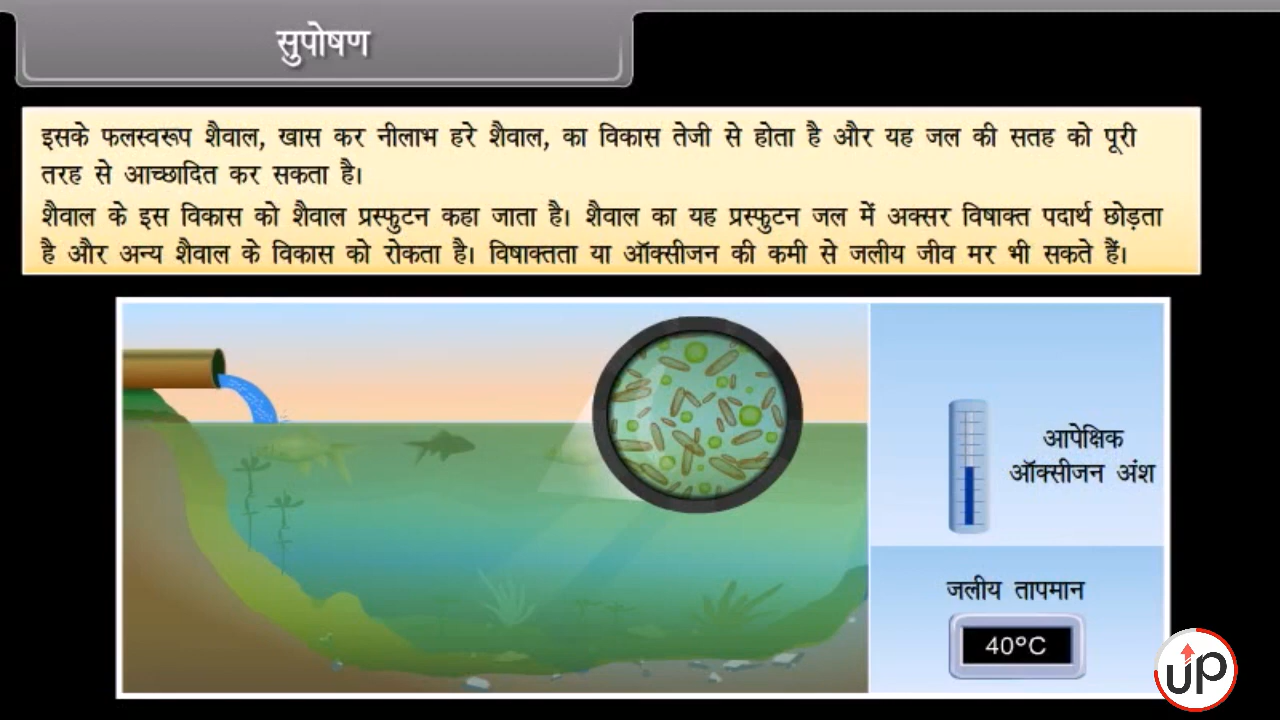 सुपोषण
इसके फलस्वरूप शैवाल, खास कर नीलाभ हरे शैवाल, का विकास तेजी से होता है और यह जल की सतह को पूरी
तरह से आच्छादित कर सकता है।
शैवाल के इस विकास को शैवाल प्रस्फुटन कहा जाता है। शैवाल का यह प्रस्फुटन जल में अक्सर विषाक्त पदार्थ छोड़ता
है और अन्य शैवाल के विकास को रोकता है। विषाक्तता या ऑक्सीजन की कमी से जलीय जीव मर भी सकते हैं।
आपेक्षिक
ऑक्सीजन अंश
जलीय तापमान
40°C
UP